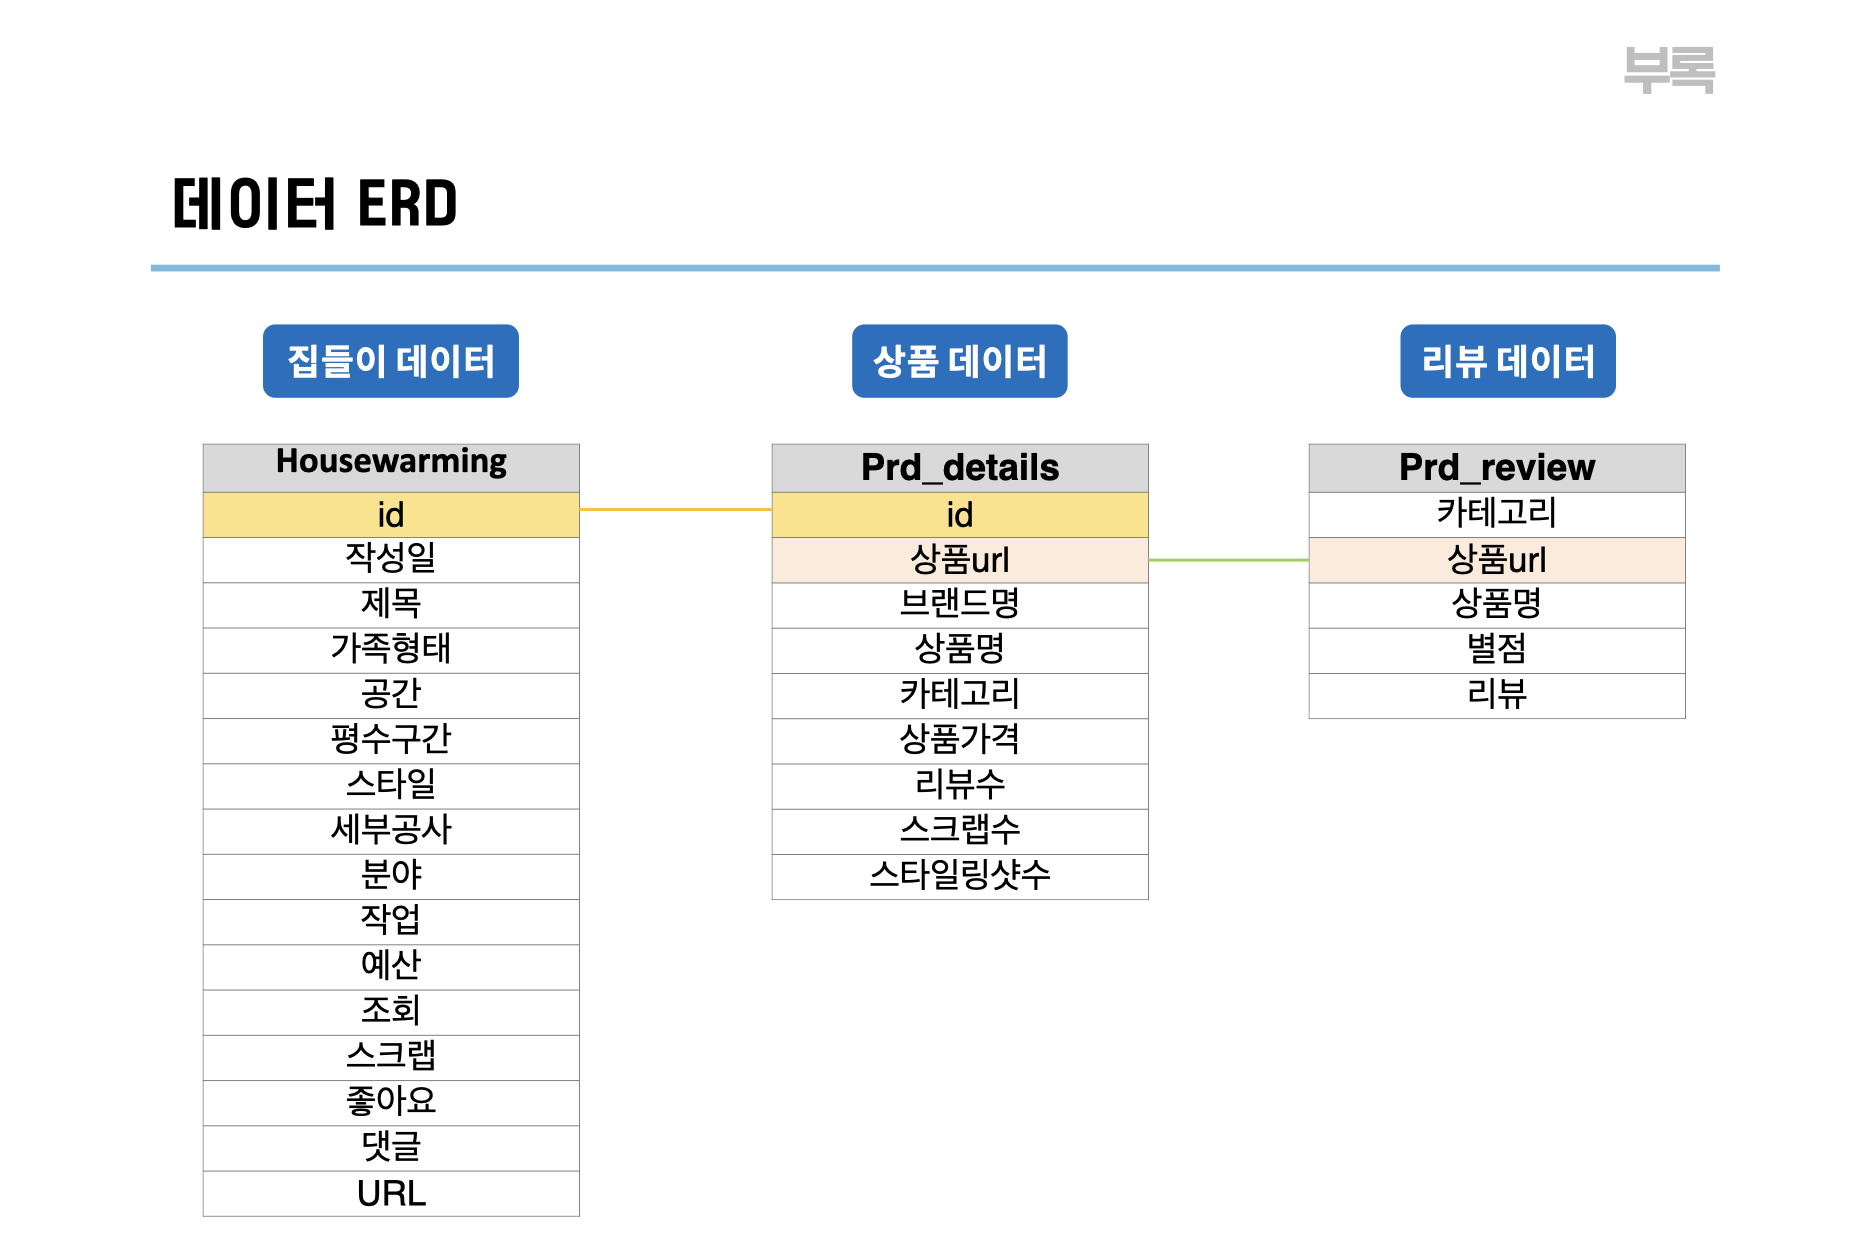 부록
데이터 ERD
집들이 데이터
상품 데이터
리뷰 데이터
Housewarming
id
작성일
제목
가족형태
공간
평수구간
스타일
세부공사
분야
작업
예산
조회
스크랩
좋아요
댓글
URL
Prd_details
id
상품url
브랜드명
상품명
카테고리
상품가격
리뷰수
스크랩수
스타일링샷수
Prd_review
카테고리
상품url
상품명
별점
리뷰